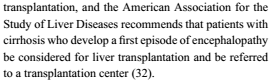 transplantation, and the American Association for the
Study of Liver Diseases recommends that patients with
cirrhosis who develop a first episode of encephalopathy
be considered for liver transplantation and be referred
to a transplantation center (32).